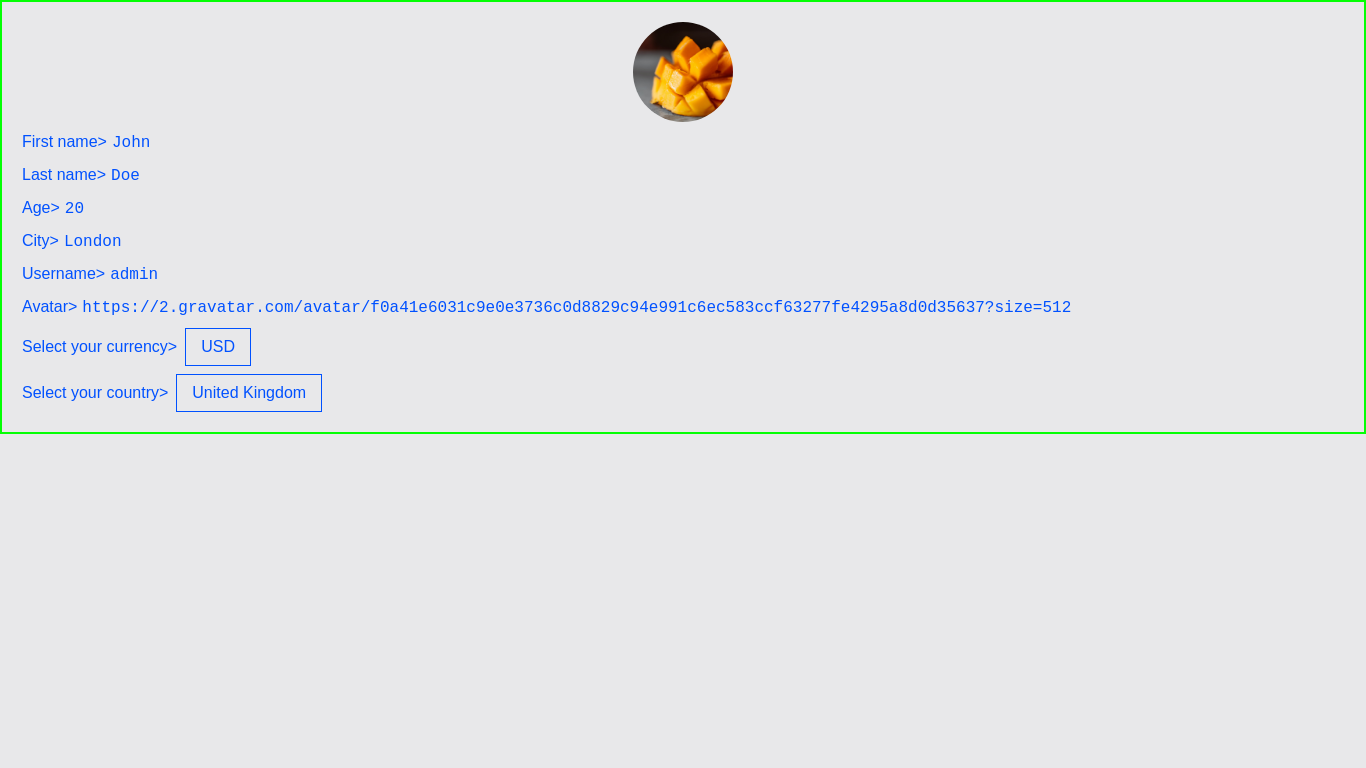 First name> John
Last name> Doe
Age> 20
City> London
Username> admin
Avatar> https://2.gravatar.com/avatar/f0a41e6031c9e0e3736c0d8829c94e991c6ec583ccf63277fe4295a8d0d35637?size=512
Select your currency> USD
Select your country> United Kingdom